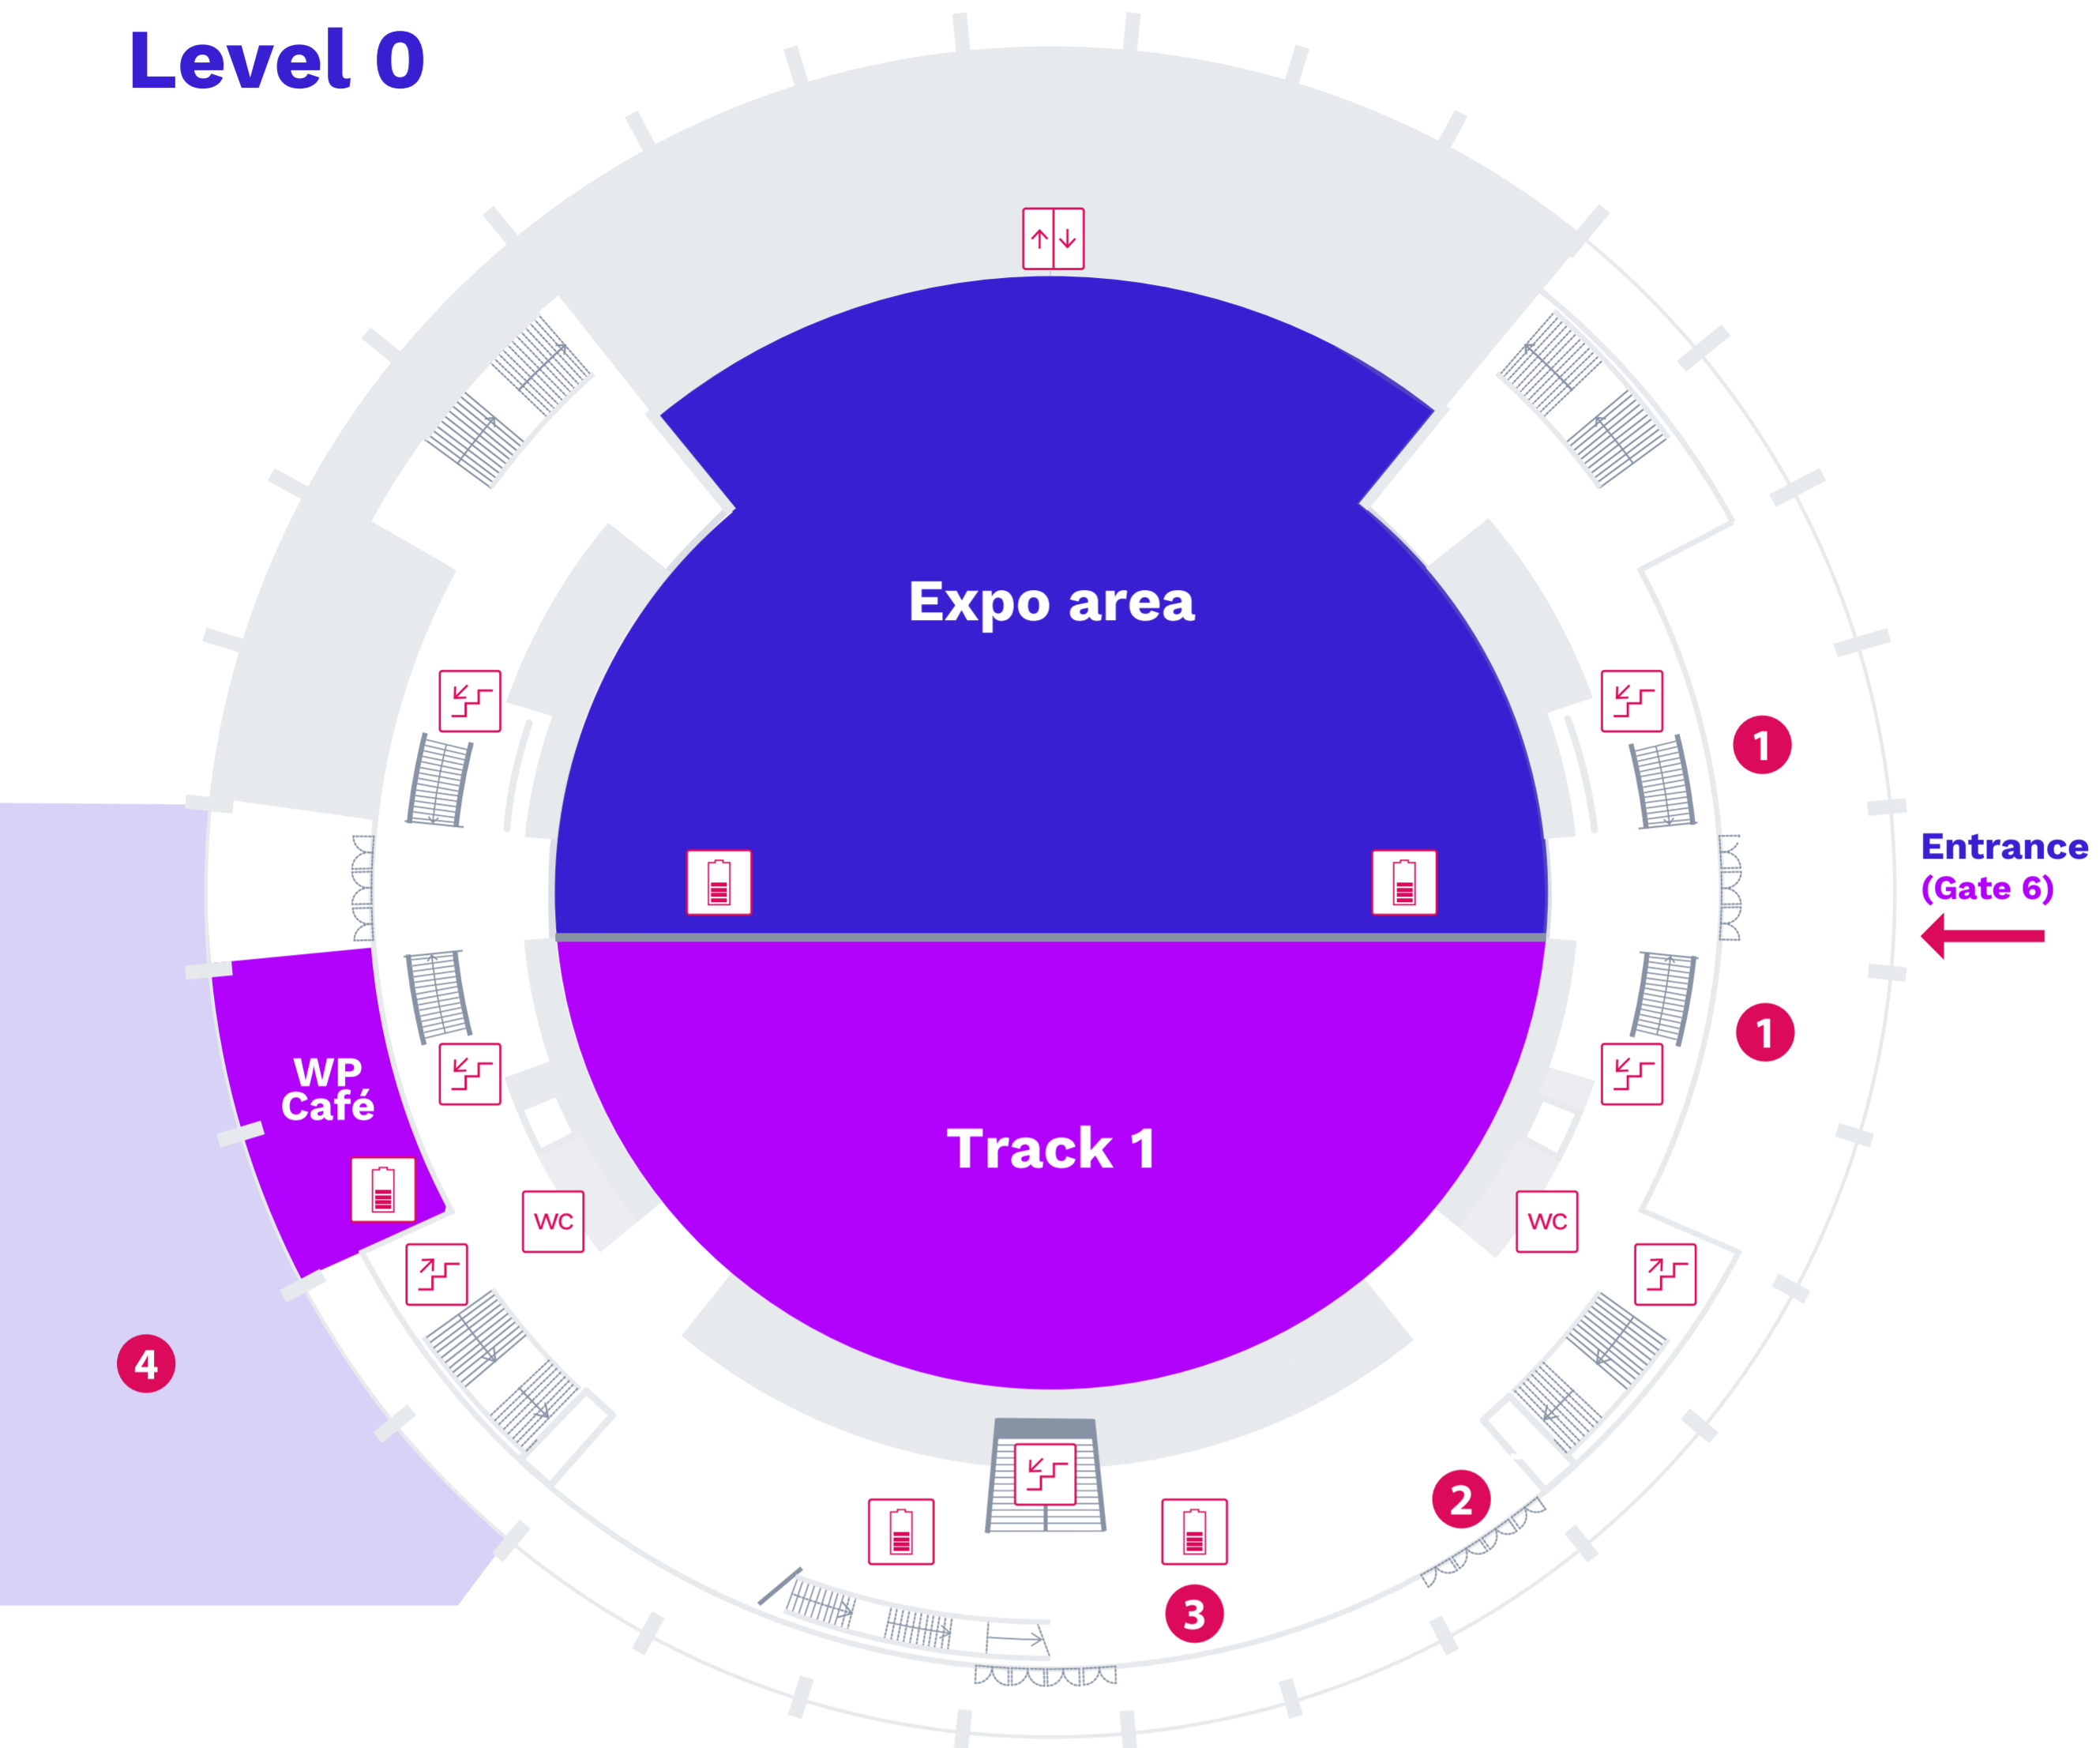 Level 0
Expo area
1
Entrance
(Gate 6)
1
WP
Café
Track 1
WC
WC
4
2
3